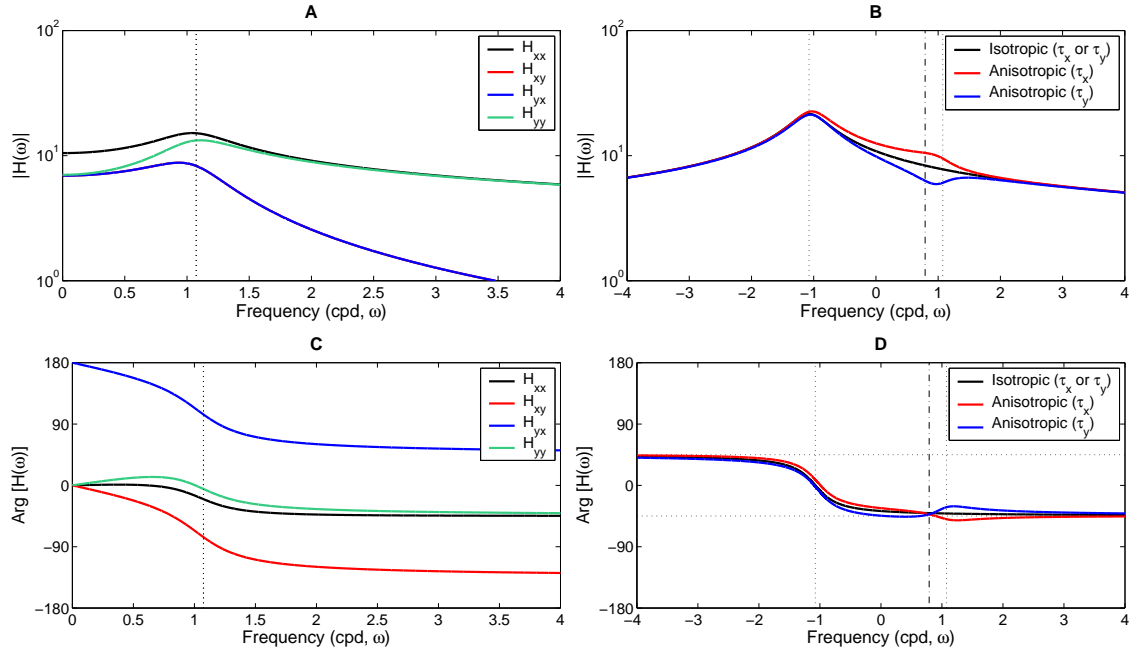 A
|H(ω)|
10^2
10^1
10^0
H_xx
H_xy
H_yx
H_yy
0 0.5 1 1.5 2 2.5 3 3.5 4
Frequency (cpd, ω)
B
|H(ω)|
10^2
10^1
10^0
Isotropic (τ_x or τ_y)
Anisotropic (τ_x)
Anisotropic (τ_y)
−4 −3 −2 −1 0 1 2 3 4
Frequency (cpd, ω)
C
Arg [H(ω)]
180
90
0
−90
−180
H_xx
H_xy
H_yx
H_yy
0 0.5 1 1.5 2 2.5 3 3.5 4
Frequency (cpd, ω)
D
Arg [H(ω)]
180
90
0
−90
−180
Isotropic (τ_x or τ_y)
Anisotropic (τ_x)
Anisotropic (τ_y)
−4 −3 −2 −1 0 1 2 3 4
Frequency (cpd, ω)